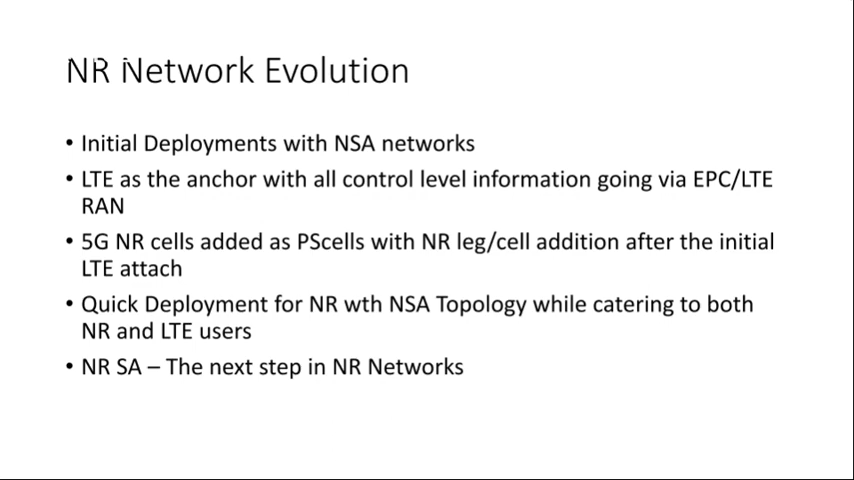 NR Network Evolution
• Initial Deployments with NSA networks
• LTE as the anchor with all control level information going via EPC/LTE
RAN
• 5G NR cells added as PScells with NR leg/cell addition after the initial
LTE attach
• Quick Deployment for NR wth NSA Topology while catering to both
NR and LTE users
• NR SA – The next step in NR Networks